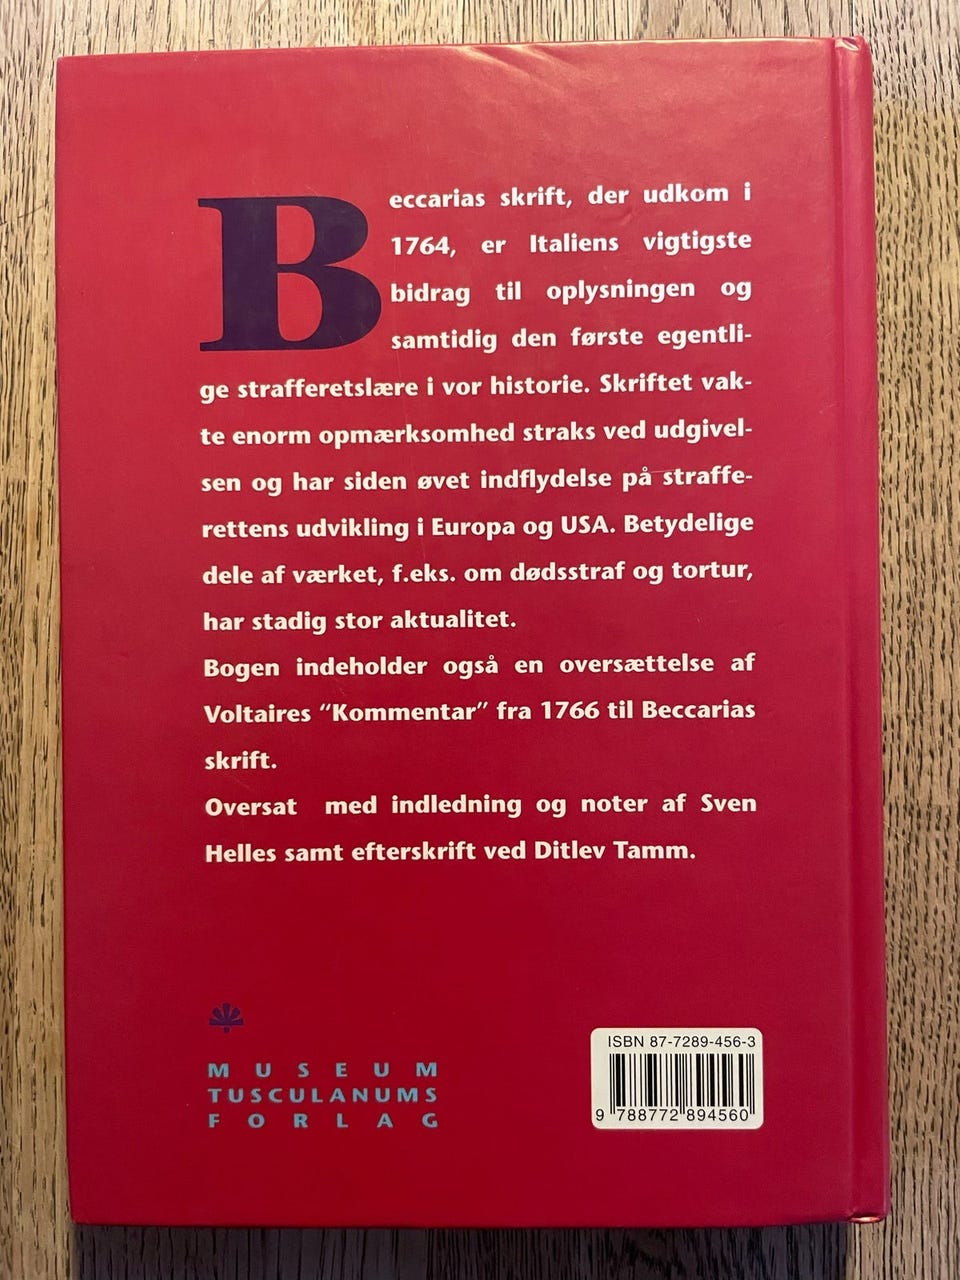 Beccarias skrift, der udkom i
1764, er Italiens vigtigste
bidrag til oplysningen og
samtidig den første egentli-
ge strafferetslære i vor historie. Skriftet vak-
te enorm opmærksomhed straks ved udgivel-
sen og har siden øvet indflydelse på straffe-
rettens udvikling i Europa og USA. Betydelige
dele af værket, f.eks. om dødsstraf og tortur,
har stadig stor aktualitet.
Bogen indeholder også en oversættelse af
Voltaires “Kommentar” fra 1766 til Beccarias
skrift.
Oversat med indledning og noter af Sven
Helles samt efterskrift ved Ditlev Tamm.
MUSEUM
TUSCULANUMS
FORLAG
ISBN 87-7289-456-3
9 788772 894560